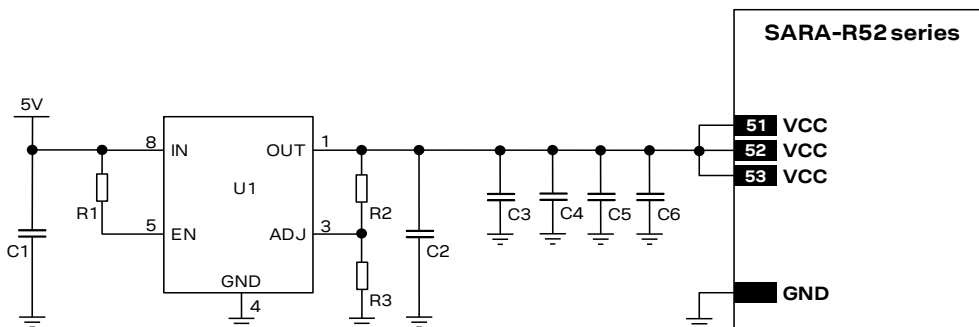 SARA-R52 series
5V
51 VCC
8 IN OUT 1
52 VCC
53 VCC
U1
R1 R2 C3 C4 C5 C6
5 EN ADJ 3
C1 C2
GND
4 R3
GND